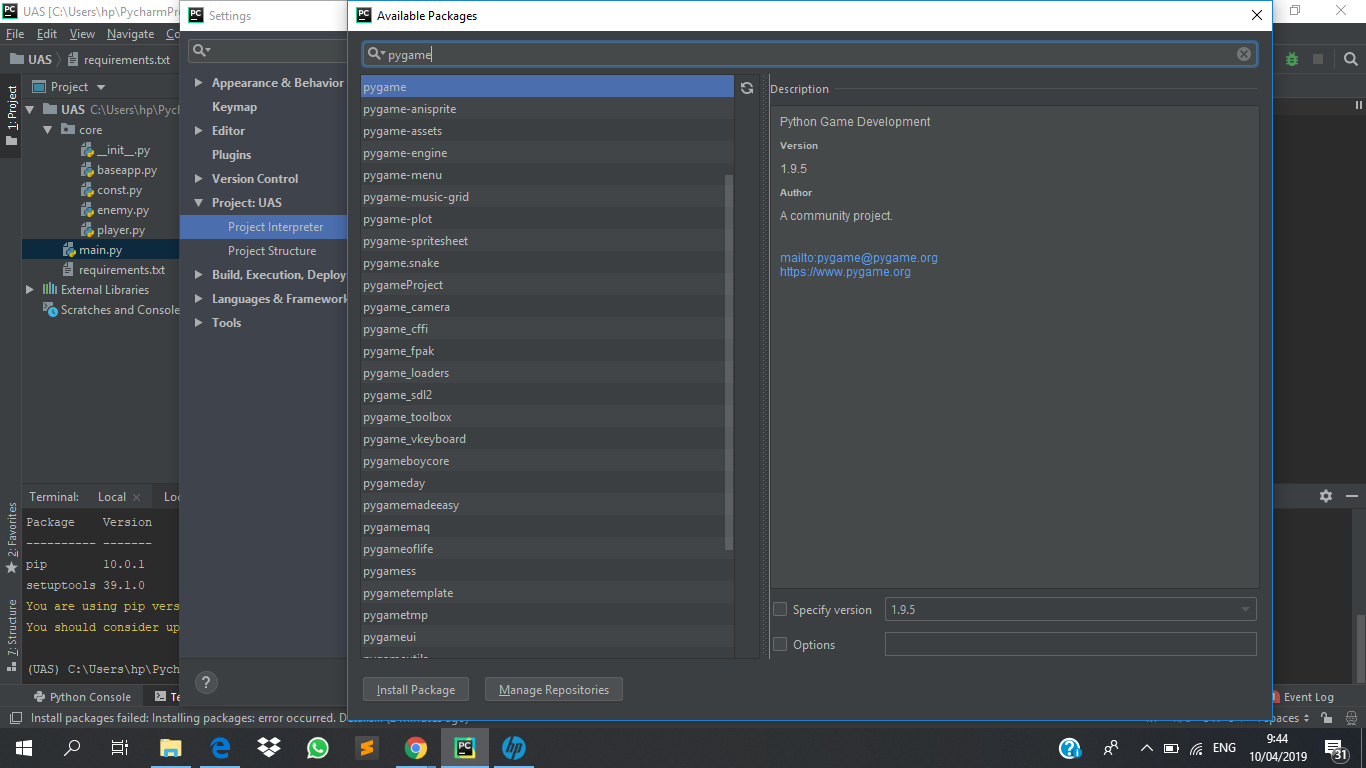 UAS [C:\Users\hp\PycharmPr
File Edit View Navigate Co
UAS requirements.txt
1: Project
Project
UAS C:\Users\hp\Pych
core
__init__.py
baseapp.py
const.py
enemy.py
player.py
main.py
requirements.txt
External Libraries
Scratches and Console
2: Favorites
7: Structure
Terminal: Local Lo
Package Version
---------- -------
pip 10.0.1
setuptools 39.1.0
You are using pip vers
You should consider up
(UAS) C:\Users\hp\Pych
Python Console Te
Install packages failed: Installing packages: error occurred.
Settings
Appearance & Behavior
Keymap
Editor
Plugins
Version Control
Project: UAS
Project Interpreter
Project Structure
Build, Execution, Deploy
Languages & Framework
Tools
?
Available Packages
pygame
pygame
pygame-anisprite
pygame-assets
pygame-engine
pygame-menu
pygame-music-grid
pygame-plot
pygame-spritesheet
pygame.snake
pygameProject
pygame_camera
pygame_cffi
pygame_fpak
pygame_loaders
pygame_sdl2
pygame_toolbox
pygame_vkeyboard
pygameboycore
pygameday
pygamemadeeasy
pygamemaq
pygameoflife
pygamess
pygametemplate
pygametmp
pygameui
Description
Python Game Development
Version
1.9.5
Author
A community project.
mailto:pygame@pygame.org
https://www.pygame.org
Specify version 1.9.5
Options
Install Package Manage Repositories
Event Log
paces
ENG
9:44
10/04/2019
31